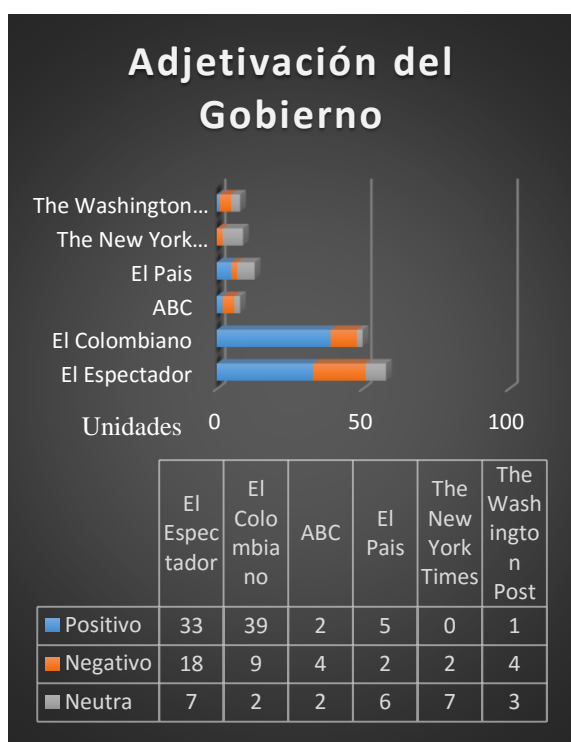 Adjetivación del
Gobierno
The Washington...
The New York...
El Pais
ABC
El Colombiano
El Espectador
Unidades 0 50 100
El Espec tador El Colo mbia no ABC El Pais The New York Times The Wash ingto n Post
Positivo 33 39 2 5 0 1
Negativo 18 9 4 2 2 4
Neutra 7 2 2 6 7 3